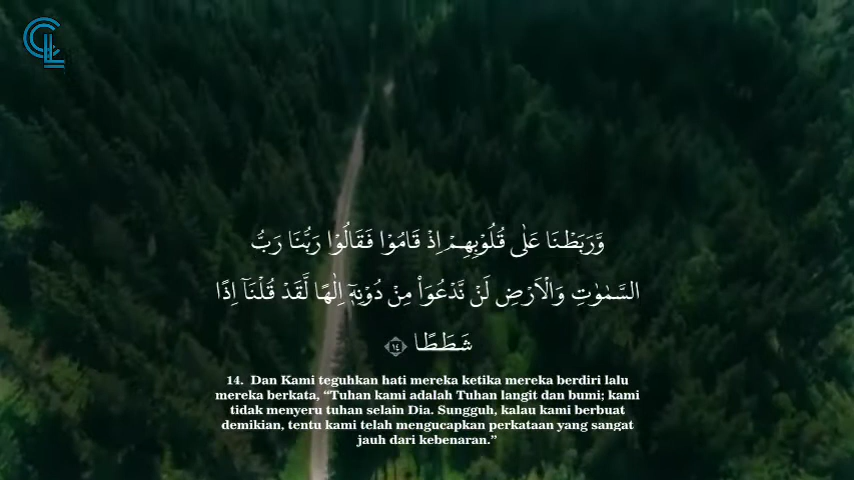 وَّرَبَطْنَا عَلٰى قُلُوْبِهِمْ اِذْ قَامُوْا فَقَالُوْا رَبُّنَا رَبُّ
السَّمٰوٰتِ وَالْاَرْضِ لَنْ نَّدْعُوَا۟ مِنْ دُوْنِهٖٓ اِلٰهًا لَّقَدْ قُلْنَآ اِذًا
شَطَطًا ۝١٤
14. Dan Kami teguhkan hati mereka ketika mereka berdiri lalu
mereka berkata, “Tuhan kami adalah Tuhan langit dan bumi; kami
tidak menyeru tuhan selain Dia. Sungguh, kalau kami berbuat
demikian, tentu kami telah mengucapkan perkataan yang sangat
jauh dari kebenaran.”